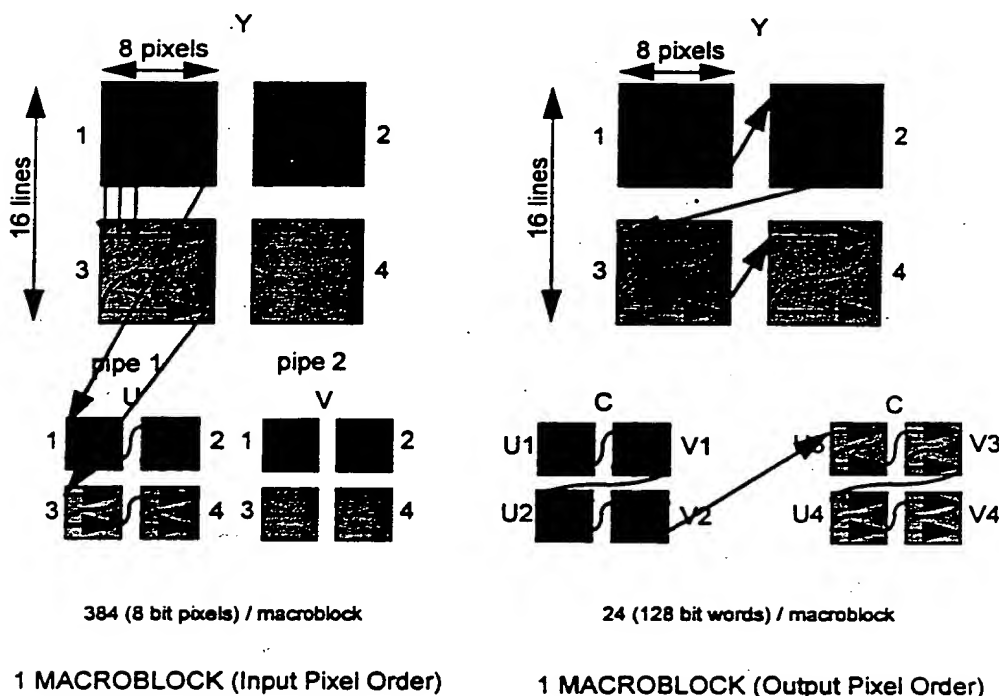 Y
8 pixels
1
2
16 lines
3
4
pipe 1
pipe 2
U
V
1
2
1
2
3
4
3
4
384 (8 bit pixels) / macroblock
1 MACROBLOCK (Input Pixel Order)
Y
8 pixels
1
2
16 lines
3
4
C
C
U1
V1
V3
U2
V2
U4
V4
24 (128 bit words) / macroblock
1 MACROBLOCK (Output Pixel Order)